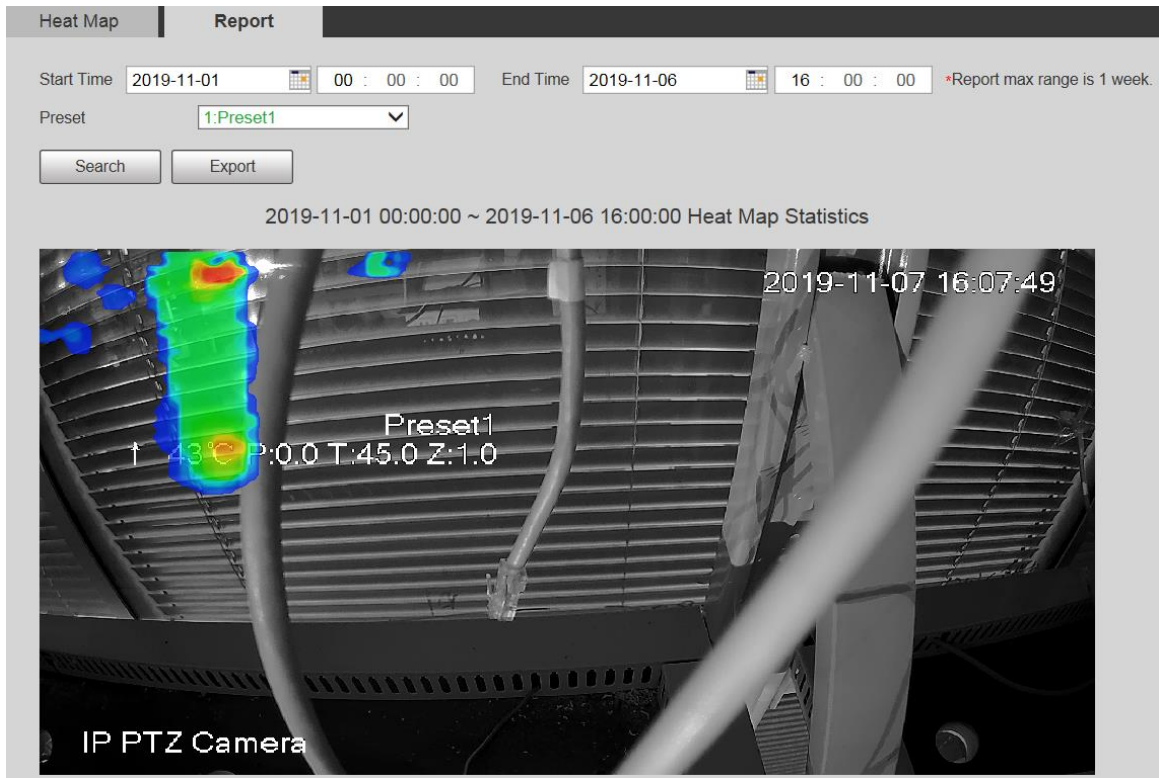 Heat Map Report
Start Time 2019-11-01 00 : 00 : 00 End Time 2019-11-06 16 : 00 : 00 *Report max range is 1 week.
Preset 1:Preset1
Search Export
2019-11-01 00:00:00 ~ 2019-11-06 16:00:00 Heat Map Statistics
2019-11-07 16:07:49
Preset1
↑ 43°C P:0.0 T:45.0 Z:1.0
IP PTZ Camera